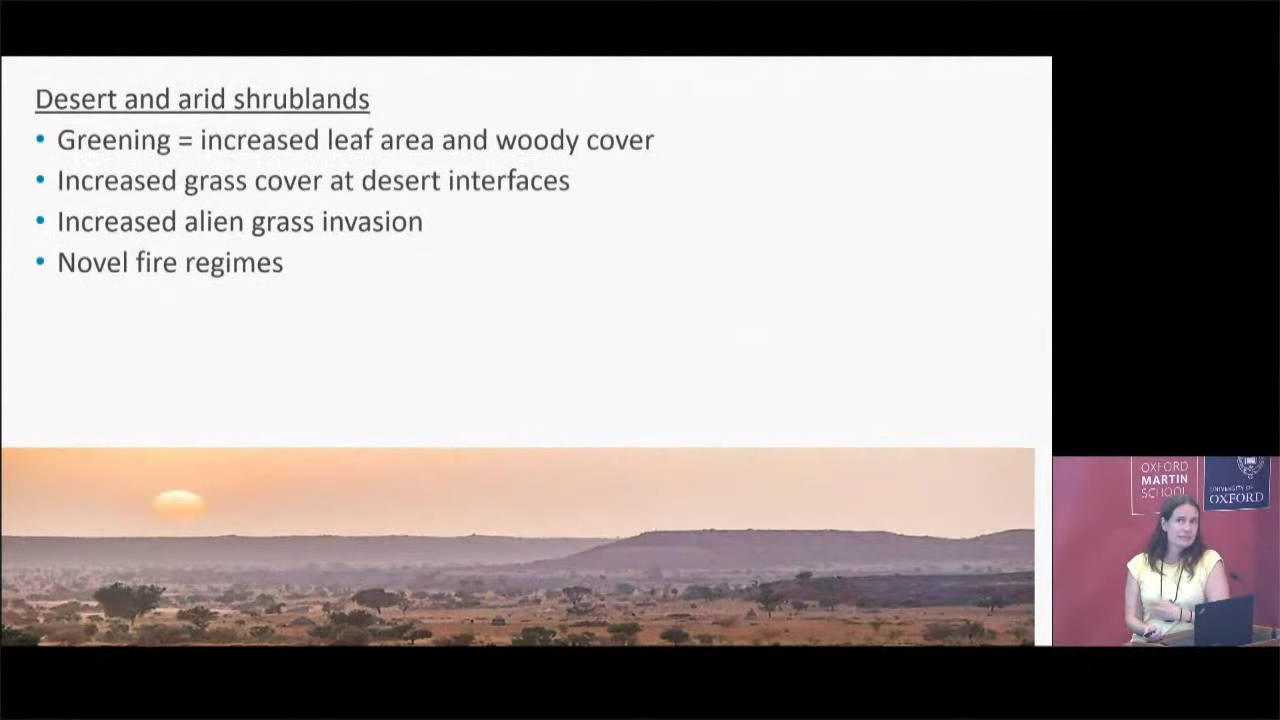 Desert and arid shrublands
• Greening = increased leaf area and woody cover
• Increased grass cover at desert interfaces
• Increased alien grass invasion
• Novel fire regimes
OXFORD
MARTIN
SCHOOL
UNIVERSITY OF
OXFORD